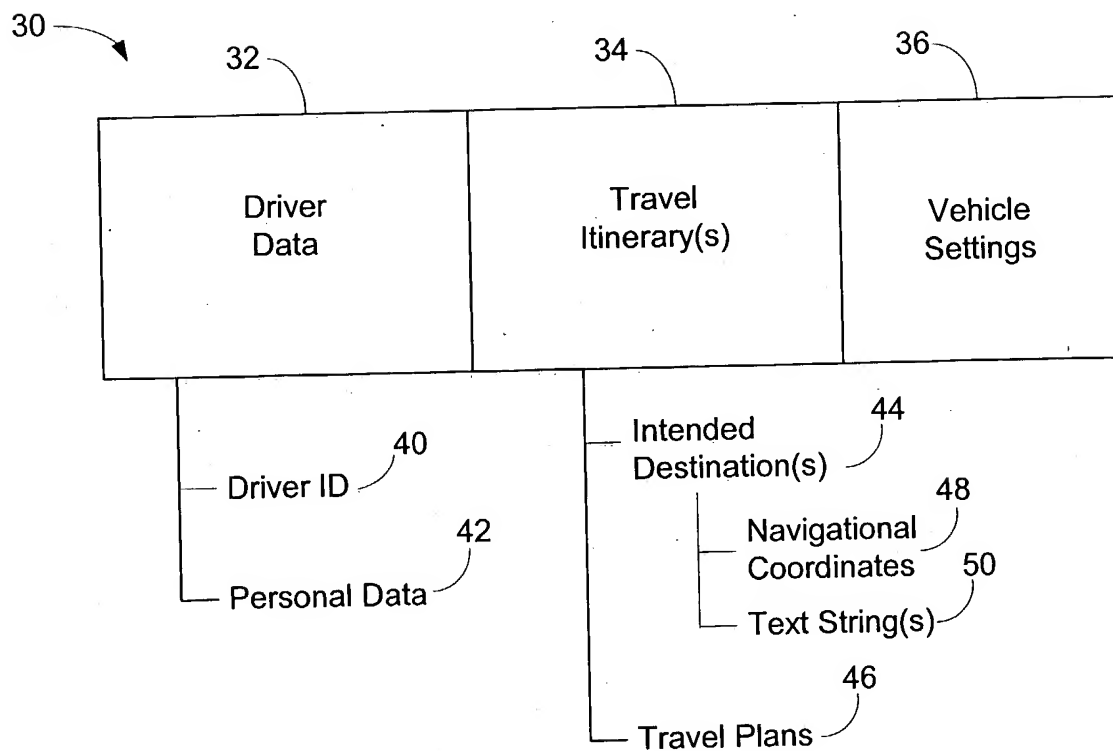 30
32
34
36
Driver
Data
Travel
Itinerary(s)
Vehicle
Settings
Driver ID
40
Personal Data
42
Intended
Destination(s)
44
Navigational
Coordinates
48
Text String(s)
50
Travel Plans
46